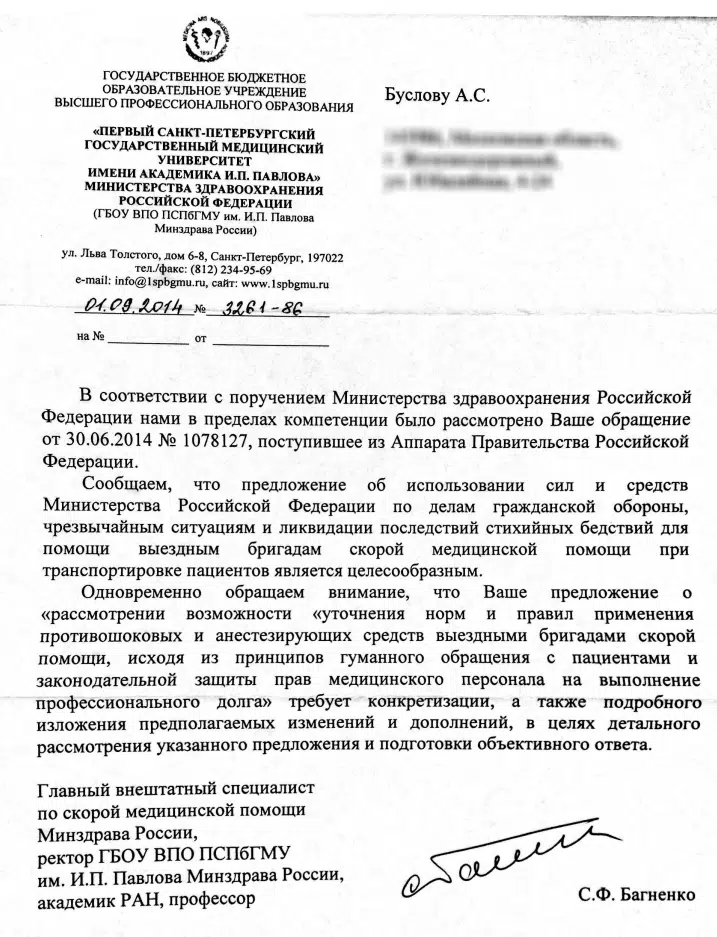 ГОСУДАРСТВЕННОЕ БЮДЖЕТНОЕ
ОБРАЗОВАТЕЛЬНОЕ УЧРЕЖДЕНИЕ
ВЫСШЕГО ПРОФЕССИОНАЛЬНОГО ОБРАЗОВАНИЯ
«ПЕРВЫЙ САНКТ-ПЕТЕРБУРГСКИЙ
ГОСУДАРСТВЕННЫЙ МЕДИЦИНСКИЙ
УНИВЕРСИТЕТ
ИМЕНИ АКАДЕМИКА И.П. ПАВЛОВА»
МИНИСТЕРСТВА ЗДРАВООХРАНЕНИЯ
РОССИЙСКОЙ ФЕДЕРАЦИИ
(ГБОУ ВПО ПСПбГМУ им. И.П. Павлова
Минздрава России)
ул. Льва Толстого, дом 6-8, Санкт-Петербург, 197022
тел./факс: (812) 234-95-69
e-mail: info@1spbgmu.ru, сайт: www.1spbgmu.ru
01.09.2014 № 3261-86
на № ____________ от ____________
Буслову А.С.
В соответствии с поручением Министерства здравоохранения Российской
Федерации нами в пределах компетенции было рассмотрено Ваше обращение
от 30.06.2014 № 1078127, поступившее из Аппарата Правительства Российской
Федерации.
Сообщаем, что предложение об использовании сил и средств
Министерства Российской Федерации по делам гражданской обороны,
чрезвычайным ситуациям и ликвидации последствий стихийных бедствий для
помощи выездным бригадам скорой медицинской помощи при
транспортировке пациентов является целесообразным.
Одновременно обращаем внимание, что Ваше предложение о
«рассмотрении возможности «уточнения норм и правил применения
противошоковых и анестезирующих средств выездными бригадами скорой
помощи, исходя из принципов гуманного обращения с пациентами и
законодательной защиты прав медицинского персонала на выполнение
профессионального долга» требует конкретизации, а также подробного
изложения предполагаемых изменений и дополнений, в целях детального
рассмотрения указанного предложения и подготовки объективного ответа.
Главный внештатный специалист
по скорой медицинской помощи
Минздрава России,
ректор ГБОУ ВПО ПСПбГМУ
им. И.П. Павлова Минздрава России,
академик РАН, профессор
С.Ф. Багненко